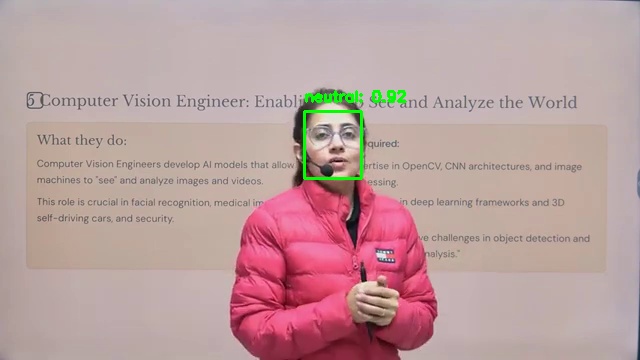 5 Computer Vision Engineer: Enabl See and Analyze the World
neutral: 0.92
What they do:
equired:
Computer Vision Engineers develop AI models that allow
machines to "see" and analyze images and videos.
ertise in OpenCV, CNN architectures, and image
essing.
This role is crucial in facial recognition, medical im
self-driving cars, and security.
in deep learning frameworks and 3D
ve challenges in object detection and
nalysis."
TOMMY